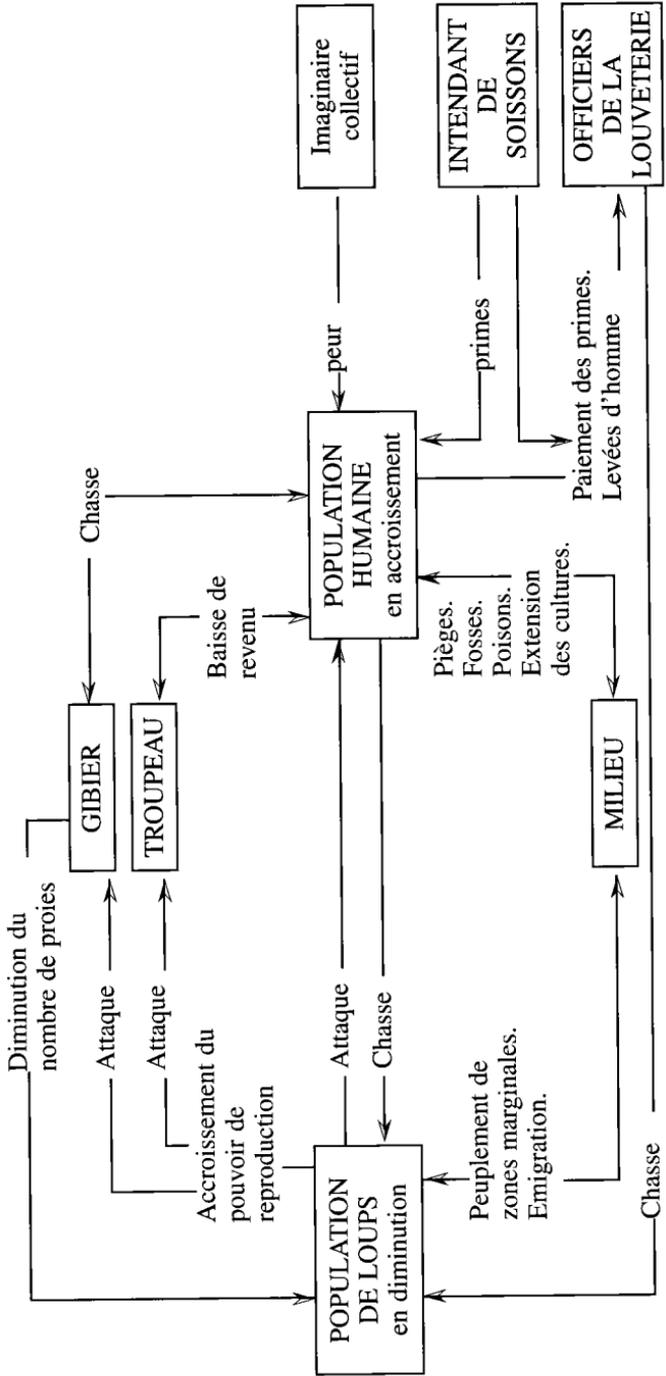 Diminution du
nombre de proies
Attaque
GIBIER
Chasse
Attaque
TROUPEAU
Baisse de
revenu
Accroissement du
pouvoir de
reproduction
POPULATION
DE LOUPS
en diminution
Attaque
Chasse
POPULATION
HUMAINE
en accroissement
peur
Imaginaire
collectif
primes
INTENDANT
DE
SOISSONS
Pièges.
Fosses.
Poisons.
Extension
des cultures.
Peuplement de
zones marginales.
Emigration.
MILIEU
Paiement des primes.
Levées d'homme
OFFICIERS
DE LA
LOUVETERIE
Chasse